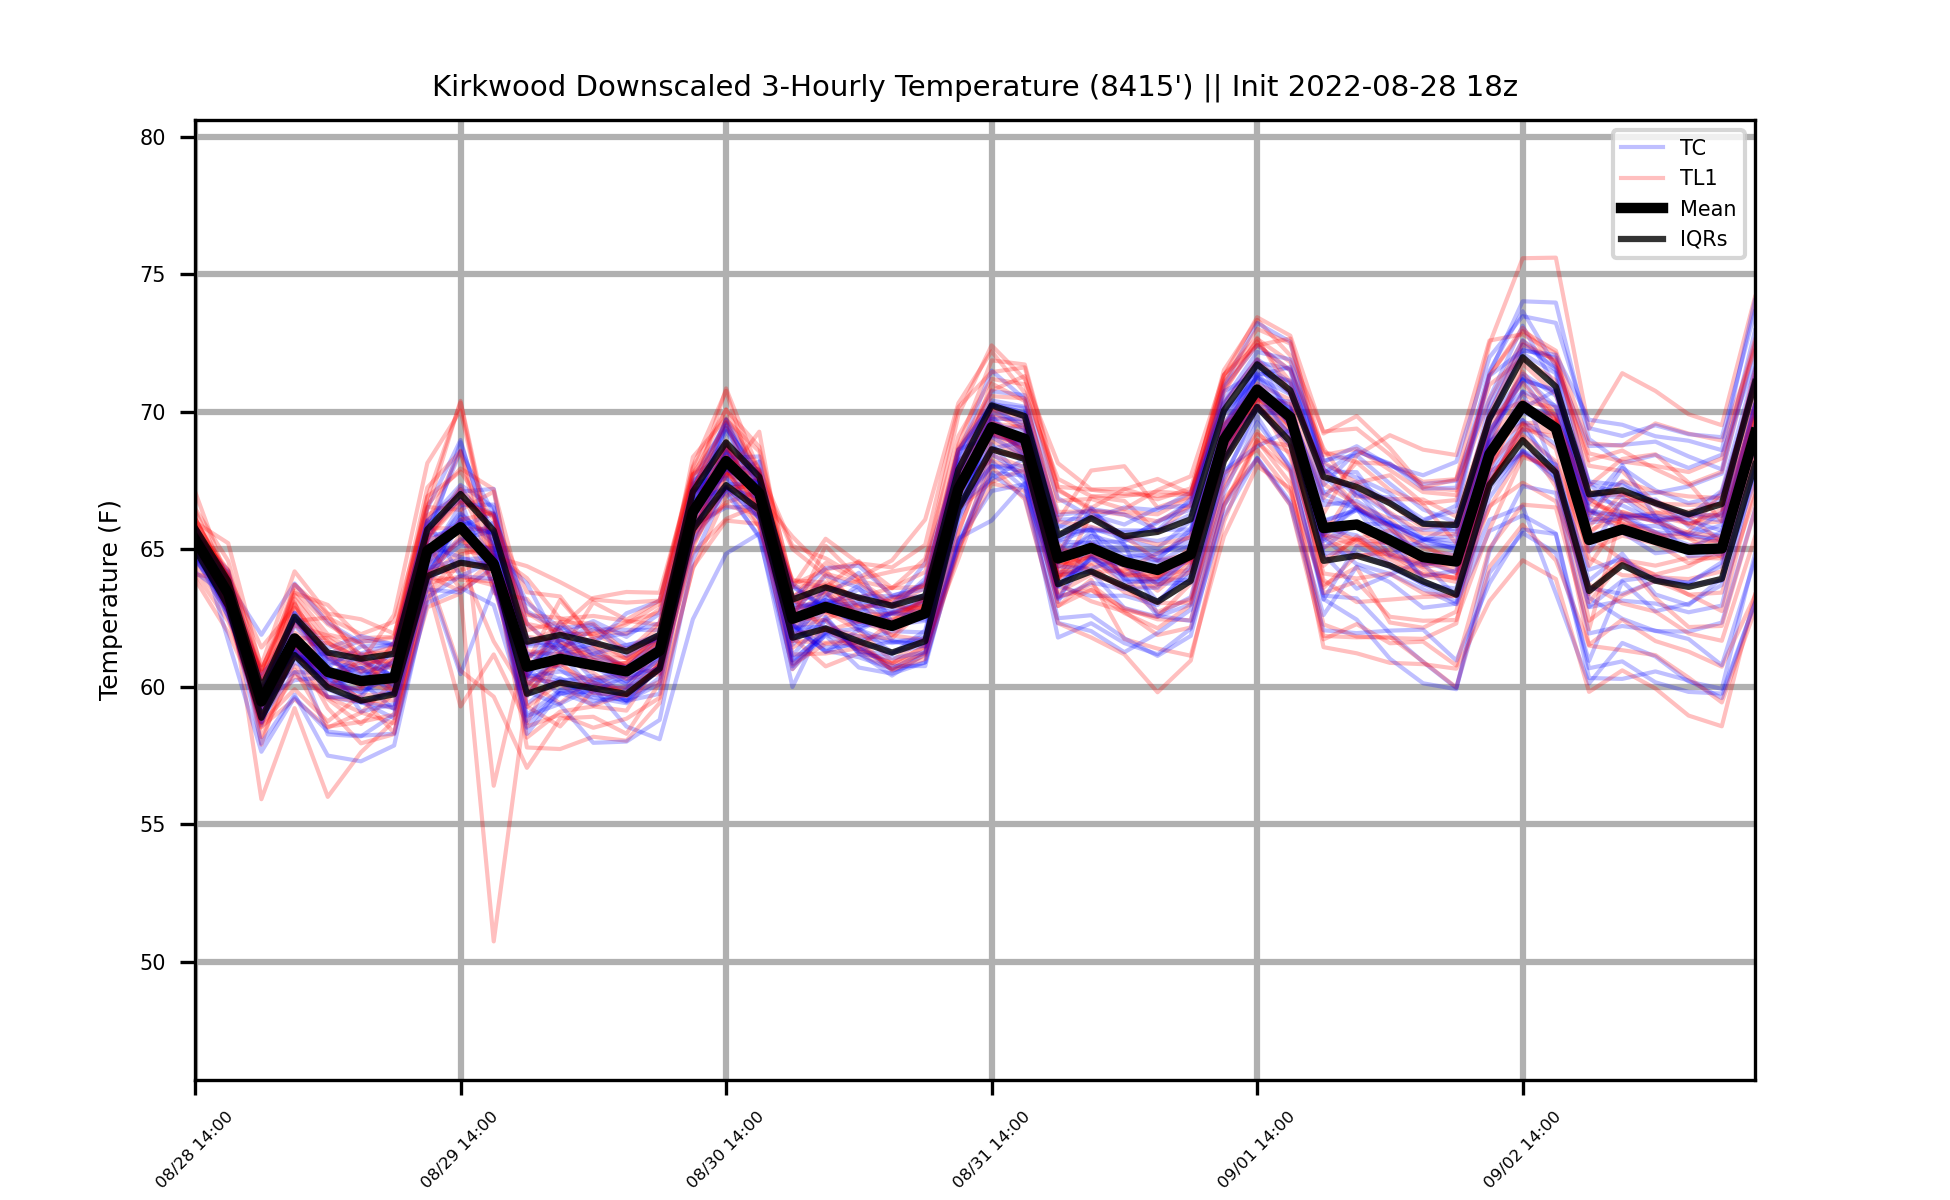 Kirkwood Downscaled 3-Hourly Temperature (8415') || Init 2022-08-28 18z
TC
TL1
Mean
IQRs
Temperature (F)
80
75
70
65
60
55
50
08/28 14:00
08/29 14:00
08/30 14:00
08/31 14:00
09/01 14:00
09/02 14:00